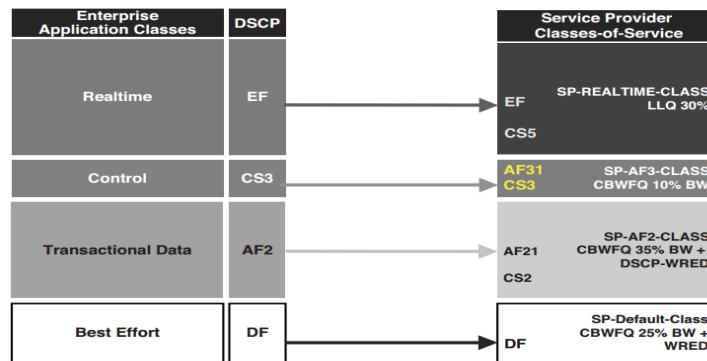 Enterprise
Application Classes
DSCP
Service Provider
Classes-of-Service
Realtime
EF
EF
SP-REALTIME-CLASS
LLQ 30%
CS5
Control
CS3
AF31
CS3
SP-AF3-CLASS
CBWFQ 10% BW
Transactional Data
AF2
AF21
CS2
SP-AF2-CLASS
CBWFQ 35% BW +
DSCP-WRED
Best Effort
DF
DF
SP-Default-Class
CBWFQ 25% BW +
WRED